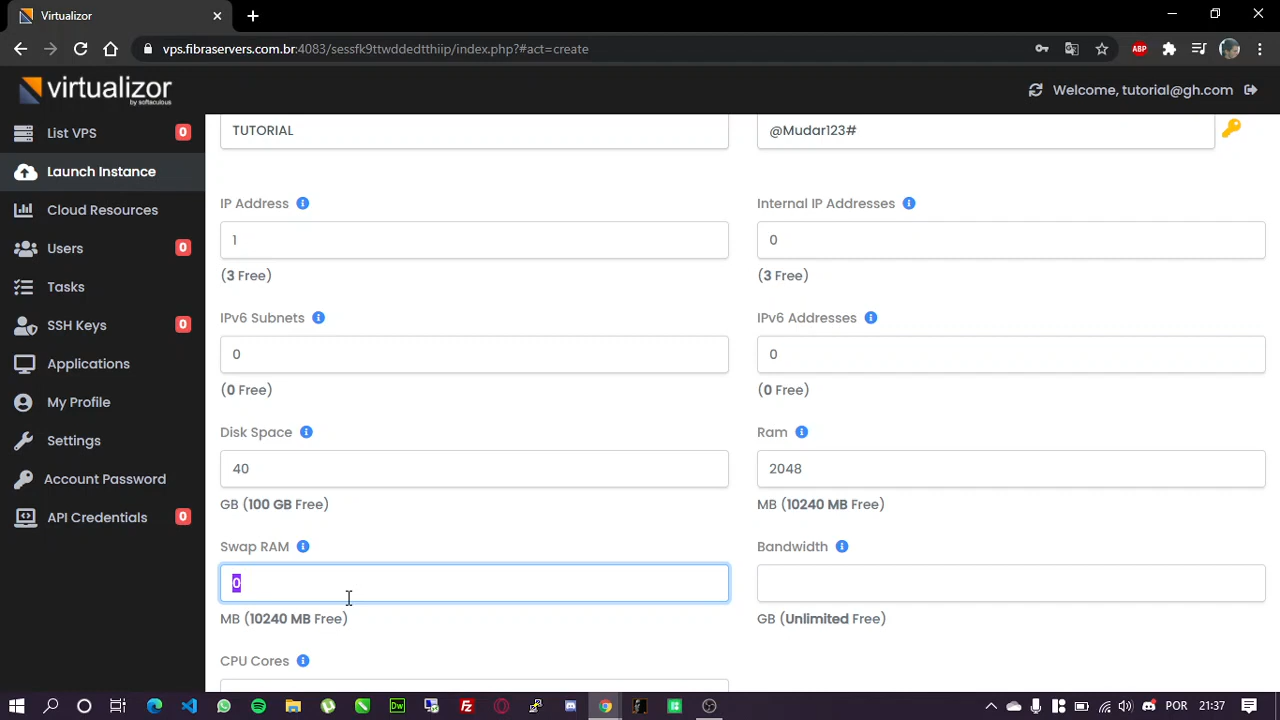 Virtualizor
vps.fibraservers.com.br:4083/sessfk9ttwddedtthiip/index.php?#act=create
ABP
virtualizor
by softaculous
Welcome, tutorial@gh.com
List VPS 0
Launch Instance
Cloud Resources
Users 0
Tasks
SSH Keys 0
Applications
My Profile
Settings
Account Password
API Credentials 0
TUTORIAL
@Mudar123#
IP Address
1
(3 Free)
Internal IP Addresses
0
(3 Free)
IPv6 Subnets
0
(0 Free)
IPv6 Addresses
0
(0 Free)
Disk Space
40
GB (100 GB Free)
Ram
2048
MB (10240 MB Free)
Swap RAM
0
MB (10240 MB Free)
Bandwidth
GB (Unlimited Free)
CPU Cores
Dw
POR
21:37